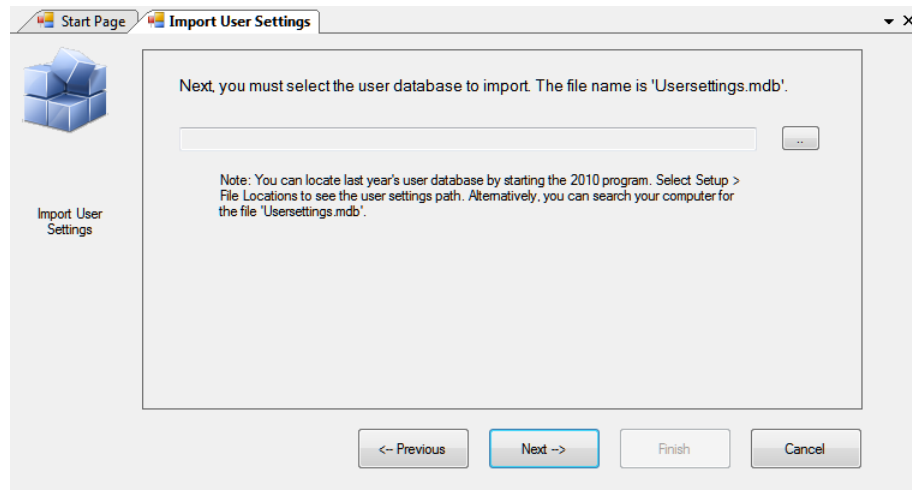 Start Page
Import User Settings
Next, you must select the user database to import. The file name is 'Usersettings.mdb'.
..
Note: You can locate last year's user database by starting the 2010 program. Select Setup >
File Locations to see the user settings path. Alternatively, you can search your computer for
the file 'Usersettings.mdb'.
Import User
Settings
<-- Previous
Next -->
Finish
Cancel